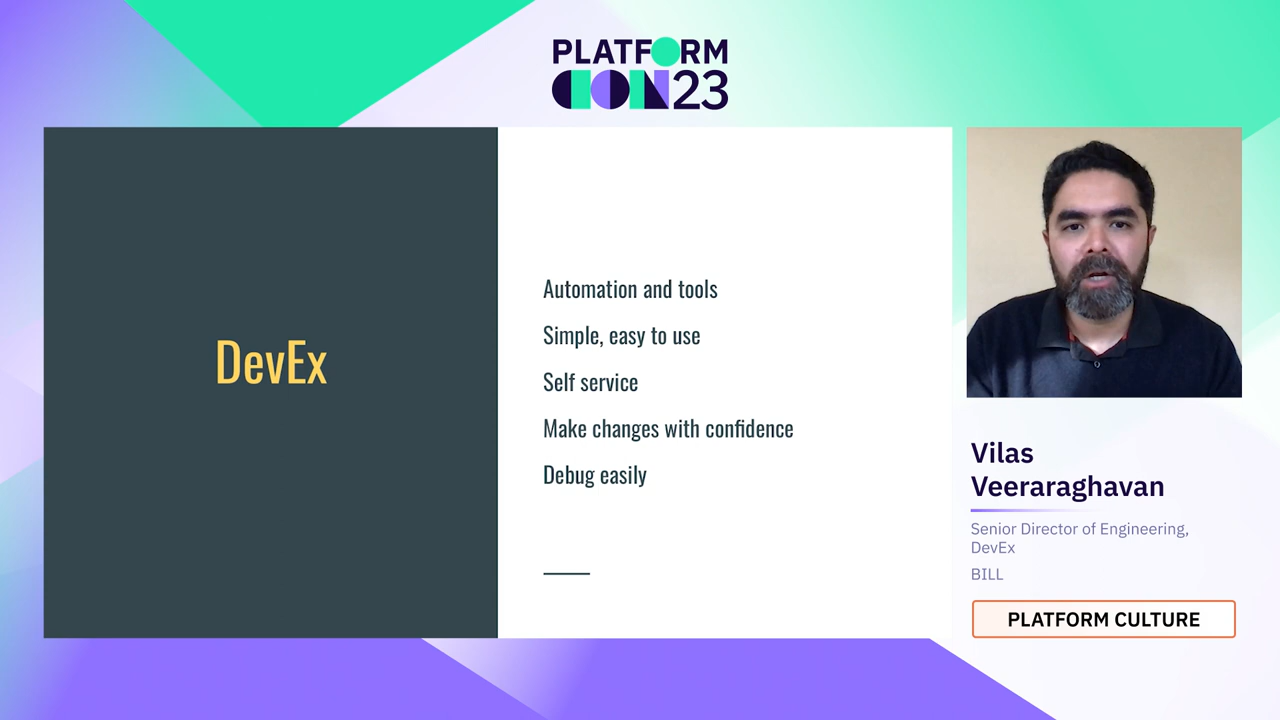 PLATFORM
CON23
DevEx
Automation and tools
Simple, easy to use
Self service
Make changes with confidence
Debug easily
Vilas
Veeraraghavan
Senior Director of Engineering,
DevEx
BILL
PLATFORM CULTURE